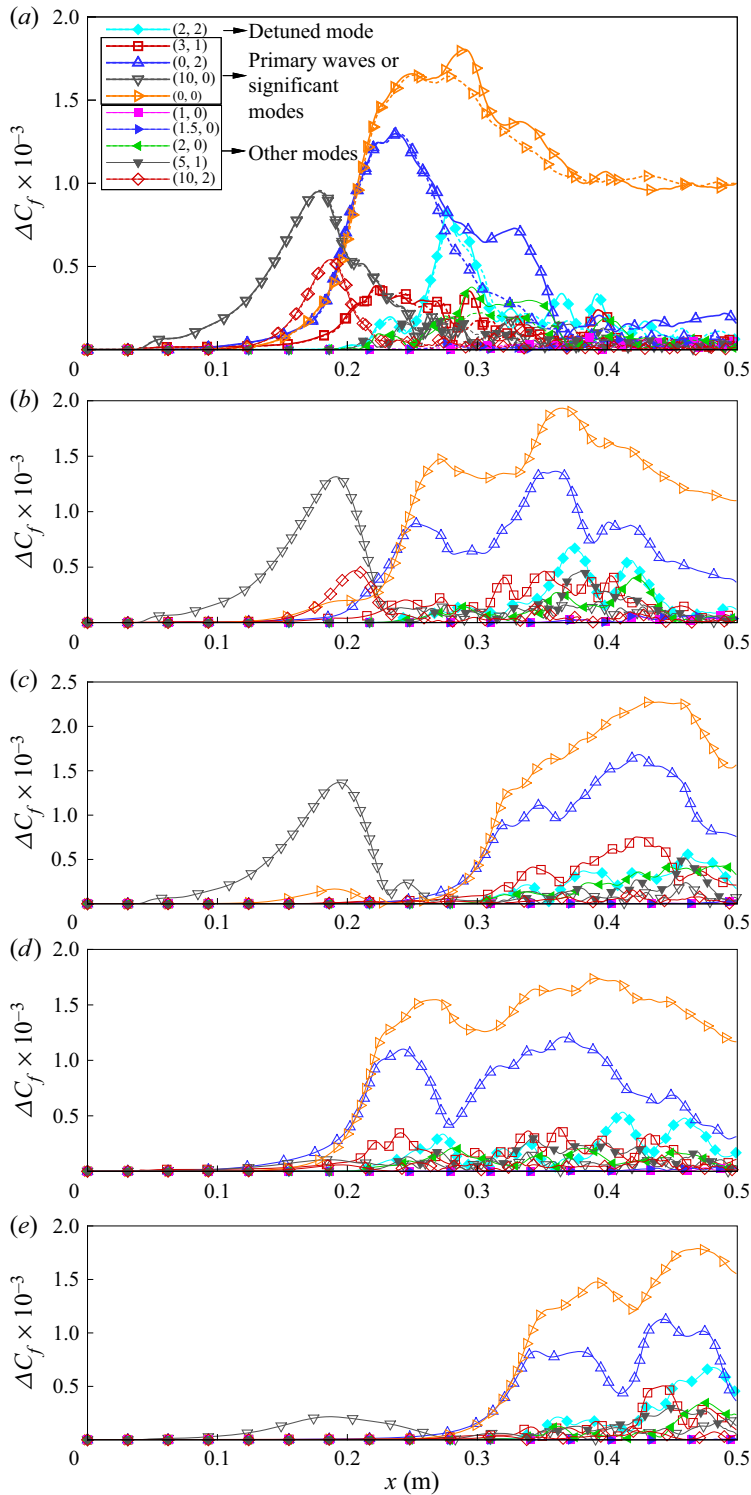 (a)
2.0
1.5
1.0
0.5
ΔC_f × 10⁻³
(2, 2) Detuned mode
(3, 1)
(0, 2)
(10, 0)
(0, 0)
Primary waves or
significant
modes
(1, 0)
(1.5, 0)
(2, 0)
(5, 1)
(10, 2)
Other modes
0 0.1 0.2 0.3 0.4 0.5
(b)
2.0
1.5
1.0
0.5
ΔC_f × 10⁻³
0 0.1 0.2 0.3 0.4 0.5
(c)
2.5
2.0
1.5
1.0
0.5
ΔC_f × 10⁻³
0 0.1 0.2 0.3 0.4 0.5
(d)
2.0
1.5
1.0
0.5
ΔC_f × 10⁻³
0 0.1 0.2 0.3 0.4 0.5
(e)
2.0
1.5
1.0
0.5
ΔC_f × 10⁻³
0 0.1 0.2 0.3 0.4 0.5
x (m)